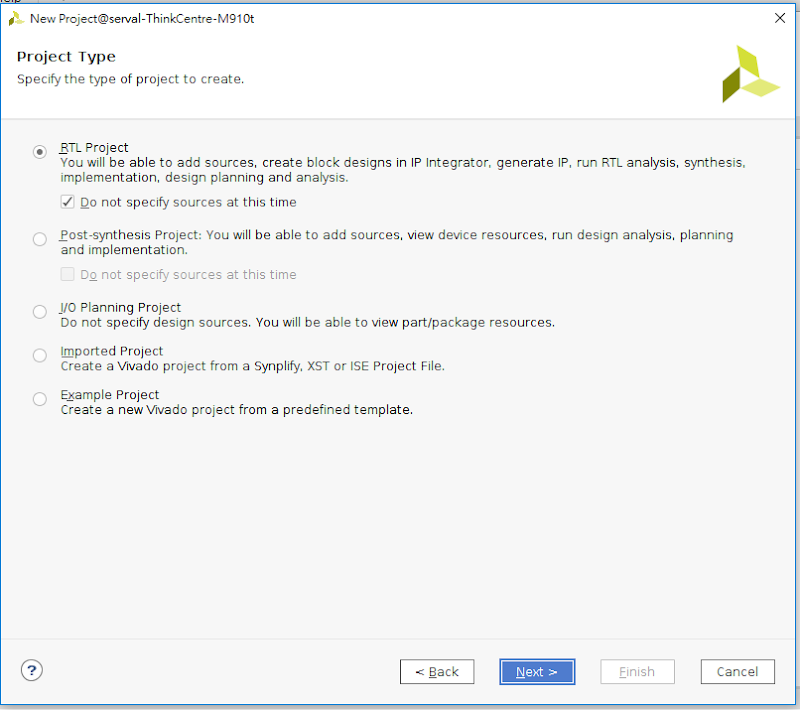 New Project@serval-ThinkCentre-M910t
Project Type
Specify the type of project to create.
RTL Project
You will be able to add sources, create block designs in IP Integrator, generate IP, run RTL analysis, synthesis,
implementation, design planning and analysis.
Do not specify sources at this time
Post-synthesis Project: You will be able to add sources, view device resources, run design analysis, planning
and implementation.
Do not specify sources at this time
I/O Planning Project
Do not specify design sources. You will be able to view part/package resources.
Imported Project
Create a Vivado project from a Synplify, XST or ISE Project File.
Example Project
Create a new Vivado project from a predefined template.
? < Back Next > Finish Cancel